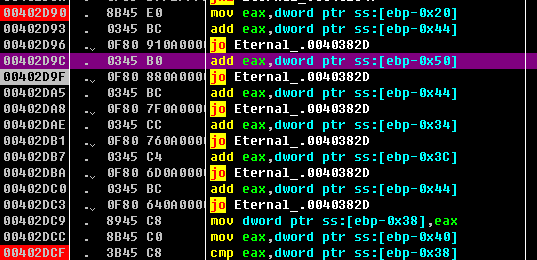 00402D90 . 8B45 E0 mov eax,dword ptr ss:[ebp-0x20]
00402D93 . 0345 BC add eax,dword ptr ss:[ebp-0x44]
00402D96 .v 0F80 910A0000 jo Eternal_.0040382D
00402D9C . 0345 B0 add eax,dword ptr ss:[ebp-0x50]
00402D9F .v 0F80 880A0000 jo Eternal_.0040382D
00402DA5 . 0345 BC add eax,dword ptr ss:[ebp-0x44]
00402DA8 .v 0F80 7F0A0000 jo Eternal_.0040382D
00402DAE . 0345 CC add eax,dword ptr ss:[ebp-0x34]
00402DB1 .v 0F80 760A0000 jo Eternal_.0040382D
00402DB7 . 0345 C4 add eax,dword ptr ss:[ebp-0x3C]
00402DBA .v 0F80 6D0A0000 jo Eternal_.0040382D
00402DC0 . 0345 BC add eax,dword ptr ss:[ebp-0x44]
00402DC3 .v 0F80 640A0000 jo Eternal_.0040382D
00402DC9 . 8945 C8 mov dword ptr ss:[ebp-0x38],eax
00402DCC . 8B45 C0 mov eax,dword ptr ss:[ebp-0x40]
00402DCF . 3B45 C8 cmp eax,dword ptr ss:[ebp-0x38]